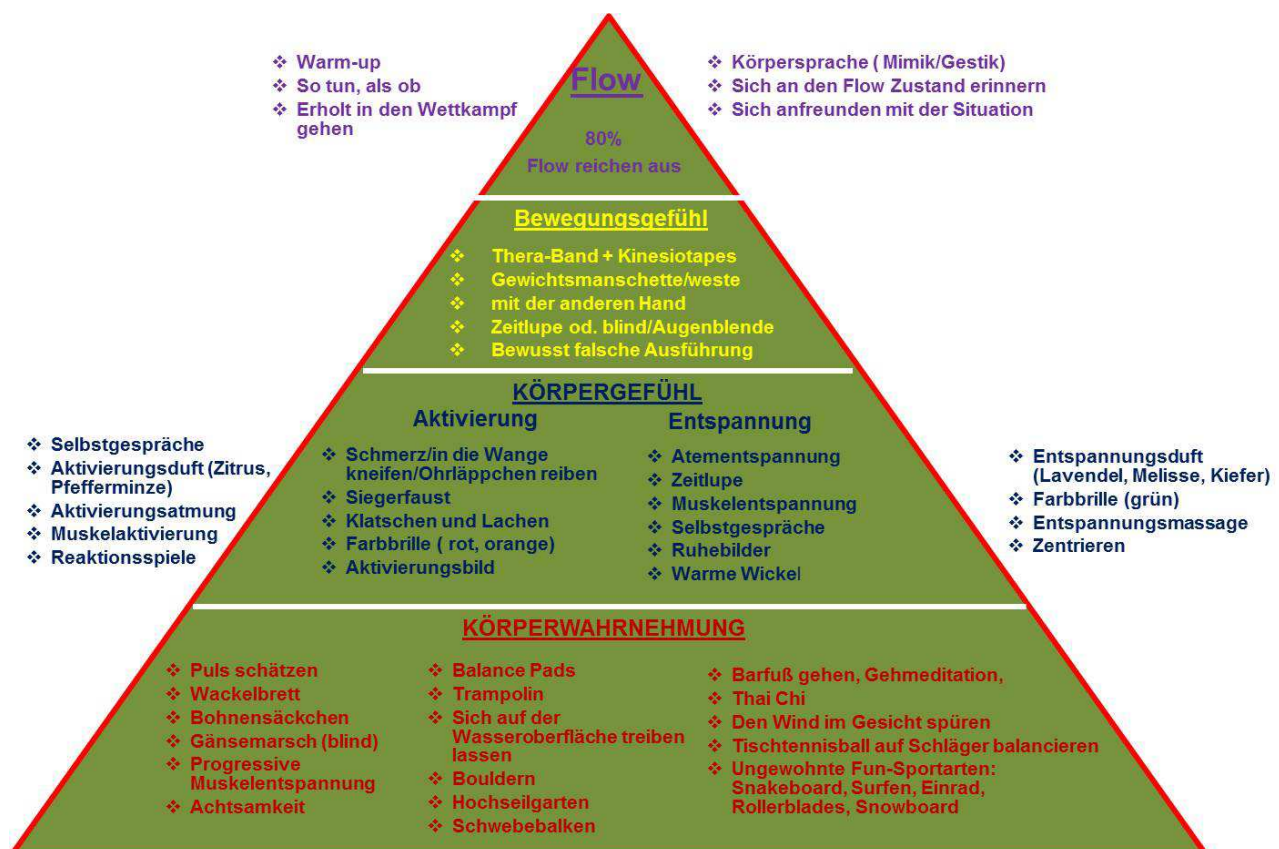 ❖ Warm-up
❖ So tun, als ob
❖ Erholt in den Wettkampf
gehen
Flow
80%
Flow reichen aus
❖ Körpersprache ( Mimik/Gestik)
❖ Sich an den Flow Zustand erinnern
❖ Sich anfreunden mit der Situation
Bewegungsgefühl
❖ Thera-Band + Kinesiotapes
❖ Gewichtsmanschette/weste
❖ mit der anderen Hand
❖ Zeitlupe od. blind/Augenblende
❖ Bewusst falsche Ausführung
KÖRPERGEFÜHL
❖ Selbstgespräche
❖ Aktivierungsduft (Zitrus,
Pfefferminze)
❖ Aktivierungsatmung
❖ Muskelaktivierung
❖ Reaktionsspiele
Aktivierung
❖ Schmerz/in die Wange
kneifen/Ohrläppchen reiben
❖ Siegerfaust
❖ Klatschen und Lachen
❖ Farbbrille ( rot, orange)
❖ Aktivierungsbild
Entspannung
❖ Atementspannung
❖ Zeitlupe
❖ Muskelentspannung
❖ Selbstgespräche
❖ Ruhebilder
❖ Warme Wickel
❖ Entspannungsduft
(Lavendel, Melisse, Kiefer)
❖ Farbbrille (grün)
❖ Entspannungsmassage
❖ Zentrieren
KÖRPERWAHRNEHMUNG
❖ Puls schätzen
❖ Wackelbrett
❖ Bohnensäckchen
❖ Gänsemarsch (blind)
❖ Progressive
Muskelentspannung
❖ Achtsamkeit
❖ Balance Pads
❖ Trampolin
❖ Sich auf der
Wasseroberfläche treiben
lassen
❖ Bouldern
❖ Hochseilgarten
❖ Schwebebalken
❖ Barfuß gehen, Gehmeditation,
❖ Thai Chi
❖ Den Wind im Gesicht spüren
❖ Tischtennisball auf Schläger balancieren
❖ Ungewohnte Fun-Sportarten:
Snakeboard, Surfen, Einrad,
Rollerblades, Snowboard